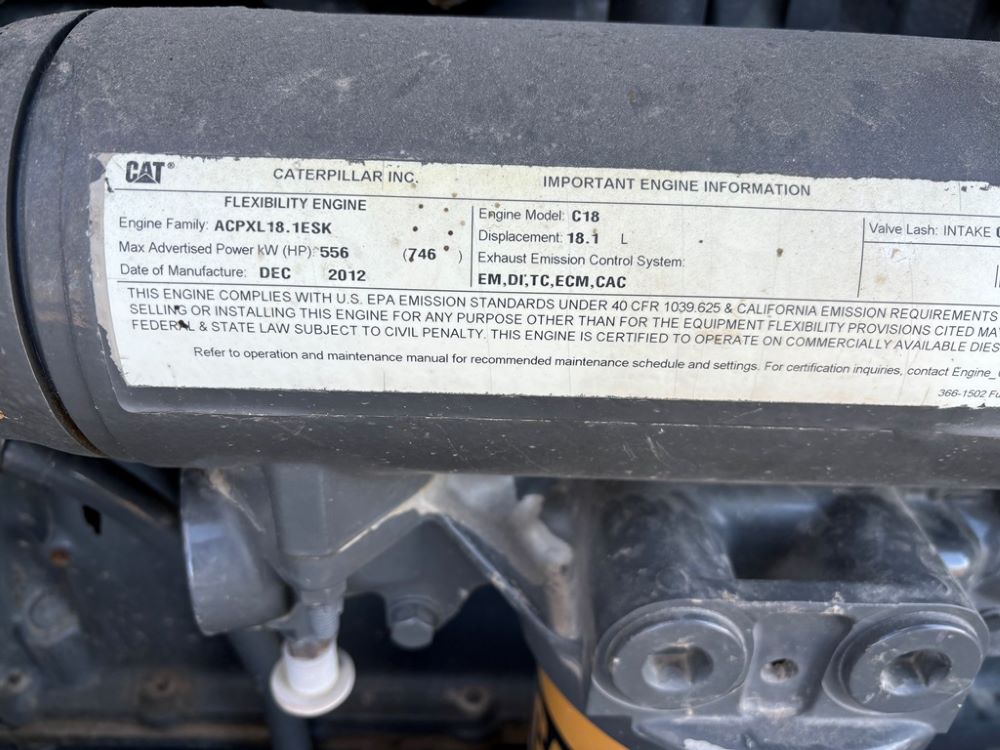 CAT® CATERPILLAR INC. IMPORTANT ENGINE INFORMATION
FLEXIBILITY ENGINE
Engine Family: ACPXL18.1ESK
Max Advertised Power kW (HP): 556 (746 )
Date of Manufacture: DEC 2012
Engine Model: C18
Displacement: 18.1 L
Exhaust Emission Control System:
EM,DI,TC,ECM,CAC
Valve Lash: INTAKE
THIS ENGINE COMPLIES WITH U.S. EPA EMISSION STANDARDS UNDER 40 CFR 1039.625 & CALIFORNIA EMISSION REQUIREMENTS
SELLING OR INSTALLING THIS ENGINE FOR ANY PURPOSE OTHER THAN FOR THE EQUIPMENT FLEXIBILITY PROVISIONS CITED MA
FEDERAL & STATE LAW SUBJECT TO CIVIL PENALTY. THIS ENGINE IS CERTIFIED TO OPERATE ON COMMERCIALLY AVAILABLE DIES
Refer to operation and maintenance manual for recommended maintenance schedule and settings. For certification inquiries, contact Engine_
366-1502 Fu